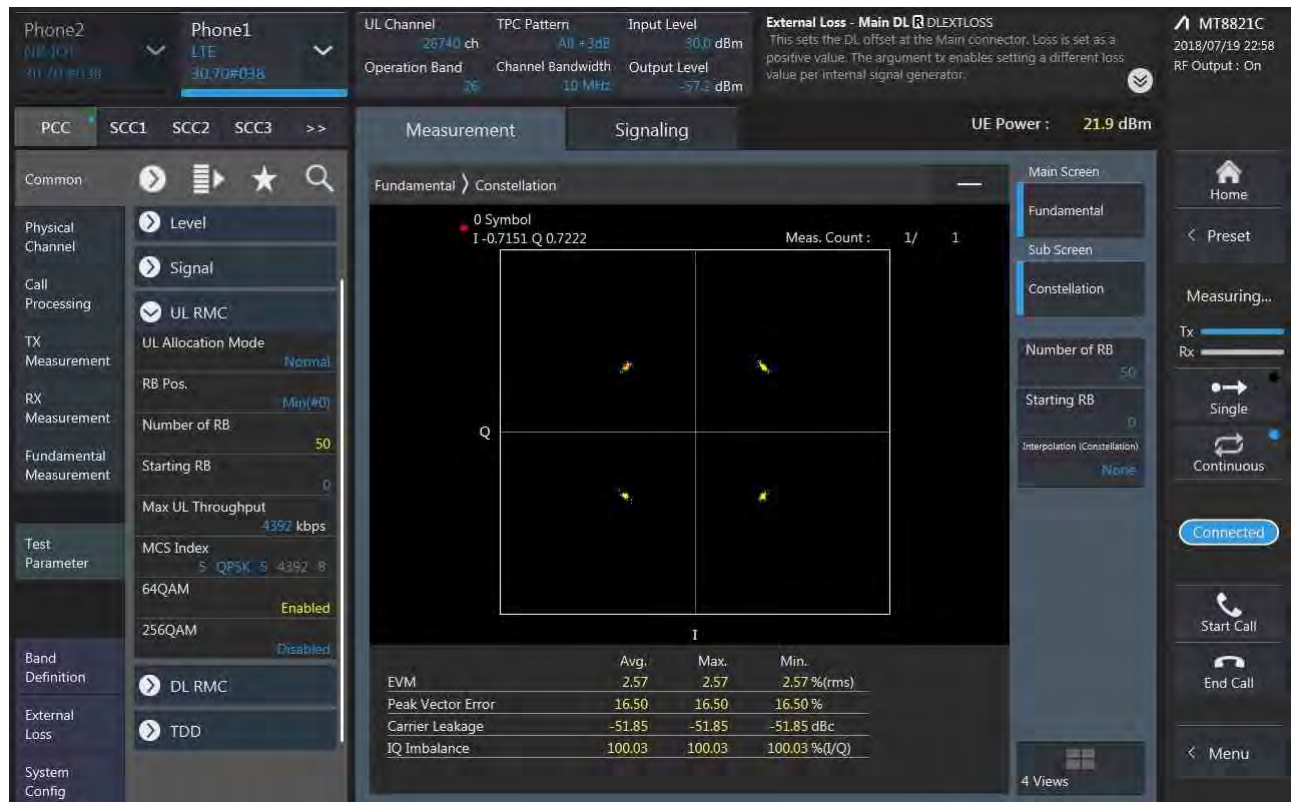 Phone2
NB-IOT
30.70#038
Phone1
LTE
30.70#038
UL Channel
26740 ch
TPC Pattern
All +3dB
Input Level
30.0 dBm
Operation Band
26
Channel Bandwidth
10 MHz
Output Level
-57.2 dBm
External Loss - Main DL R DLEXTLOSS
This sets the DL offset at the Main connector. Loss is set as a
positive value. The argument tx enables setting a different loss
value per internal signal generator.
MT8821C
2018/07/19 22:58
RF Output : On
PCC SCC1 SCC2 SCC3 >>
Measurement
Signaling
UE Power : 21.9 dBm
Common
Physical
Channel
Call
Processing
TX
Measurement
RX
Measurement
Fundamental
Measurement
Test
Parameter
Band
Definition
External
Loss
System
Config
Level
Signal
UL RMC
UL Allocation Mode
Normal
RB Pos.
Min(#0)
Number of RB
50
Starting RB
0
Max UL Throughput
4392 kbps
MCS Index
5 QPSK 5 4392 8
64QAM
Enabled
256QAM
Disabled
DL RMC
TDD
Fundamental 〉 Constellation
0 Symbol
I -0.7151 Q 0.7222
Meas. Count : 1/ 1
Q
I
Avg. Max. Min.
EVM 2.57 2.57 2.57 %(rms)
Peak Vector Error 16.50 16.50 16.50 %
Carrier Leakage -51.85 -51.85 -51.85 dBc
IQ Imbalance 100.03 100.03 100.03 %(I/Q)
Main Screen
Fundamental
Sub Screen
Constellation
Number of RB
50
Starting RB
0
Interpolation (Constellation)
None
4 Views
Home
< Preset
Measuring...
Tx
Rx
Single
Continuous
Connected
Start Call
End Call
< Menu